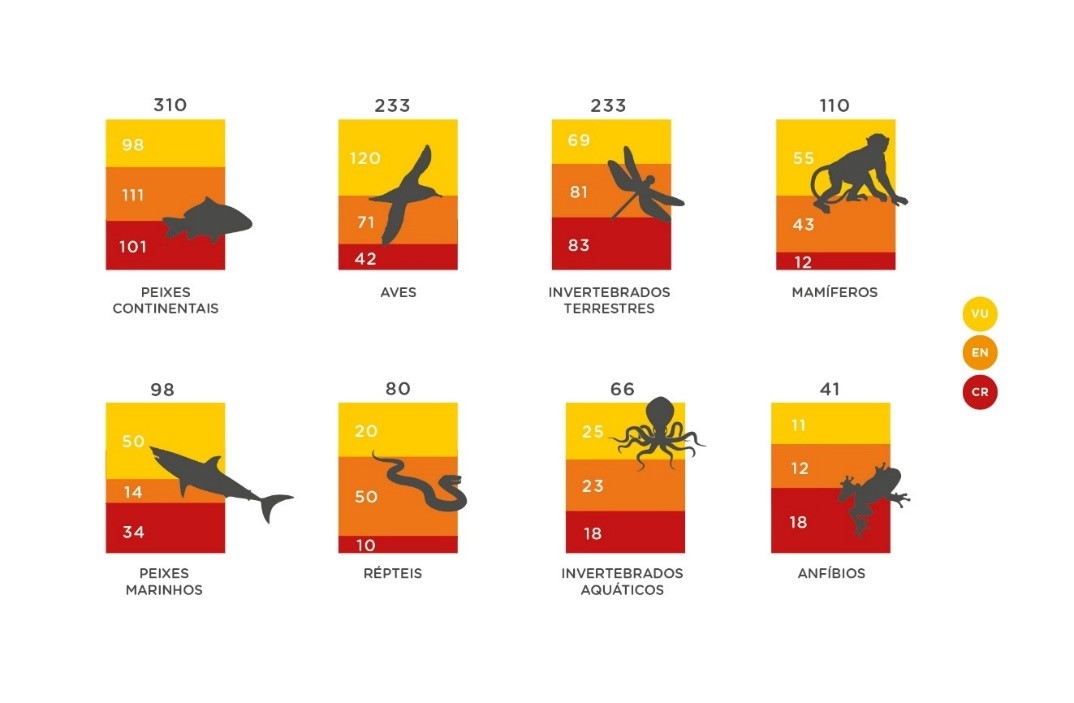 310
98
111
101
PEIXES
CONTINENTAIS
233
120
71
42
AVES
233
69
81
83
INVERTEBRADOS
TERRESTRES
110
55
43
12
MAMÍFEROS
VU
EN
CR
98
50
14
34
PEIXES
MARINHOS
80
20
50
10
RÉPTEIS
66
25
23
18
INVERTEBRADOS
AQUÁTICOS
41
11
12
18
ANFÍBIOS